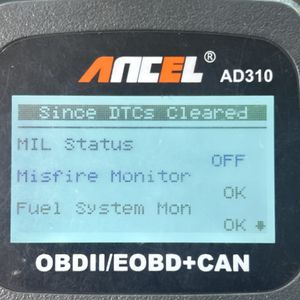 ANCEL®
AD310
Since DTCs Cleared
MIL Status
OFF
Misfire Monitor
OK
Fuel System Mon
OK
OBDII/EOBD+CAN